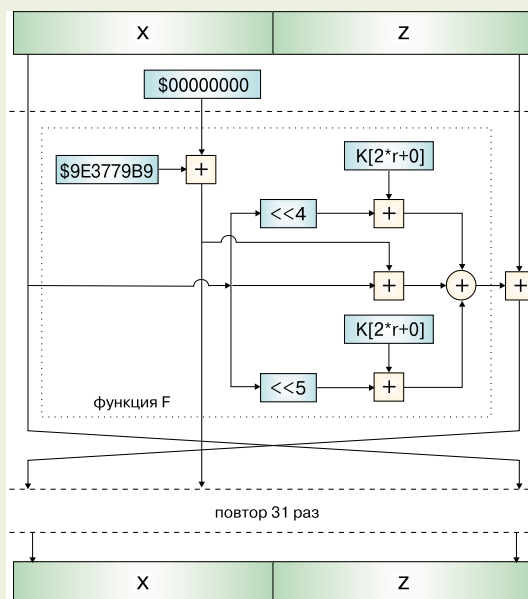 X Z
$00000000
K[2*r+0]
$9E3779B9 +
<<4 +
+ + +
K[2*r+0]
<<5 +
функция F
повтор 31 раз
X Z